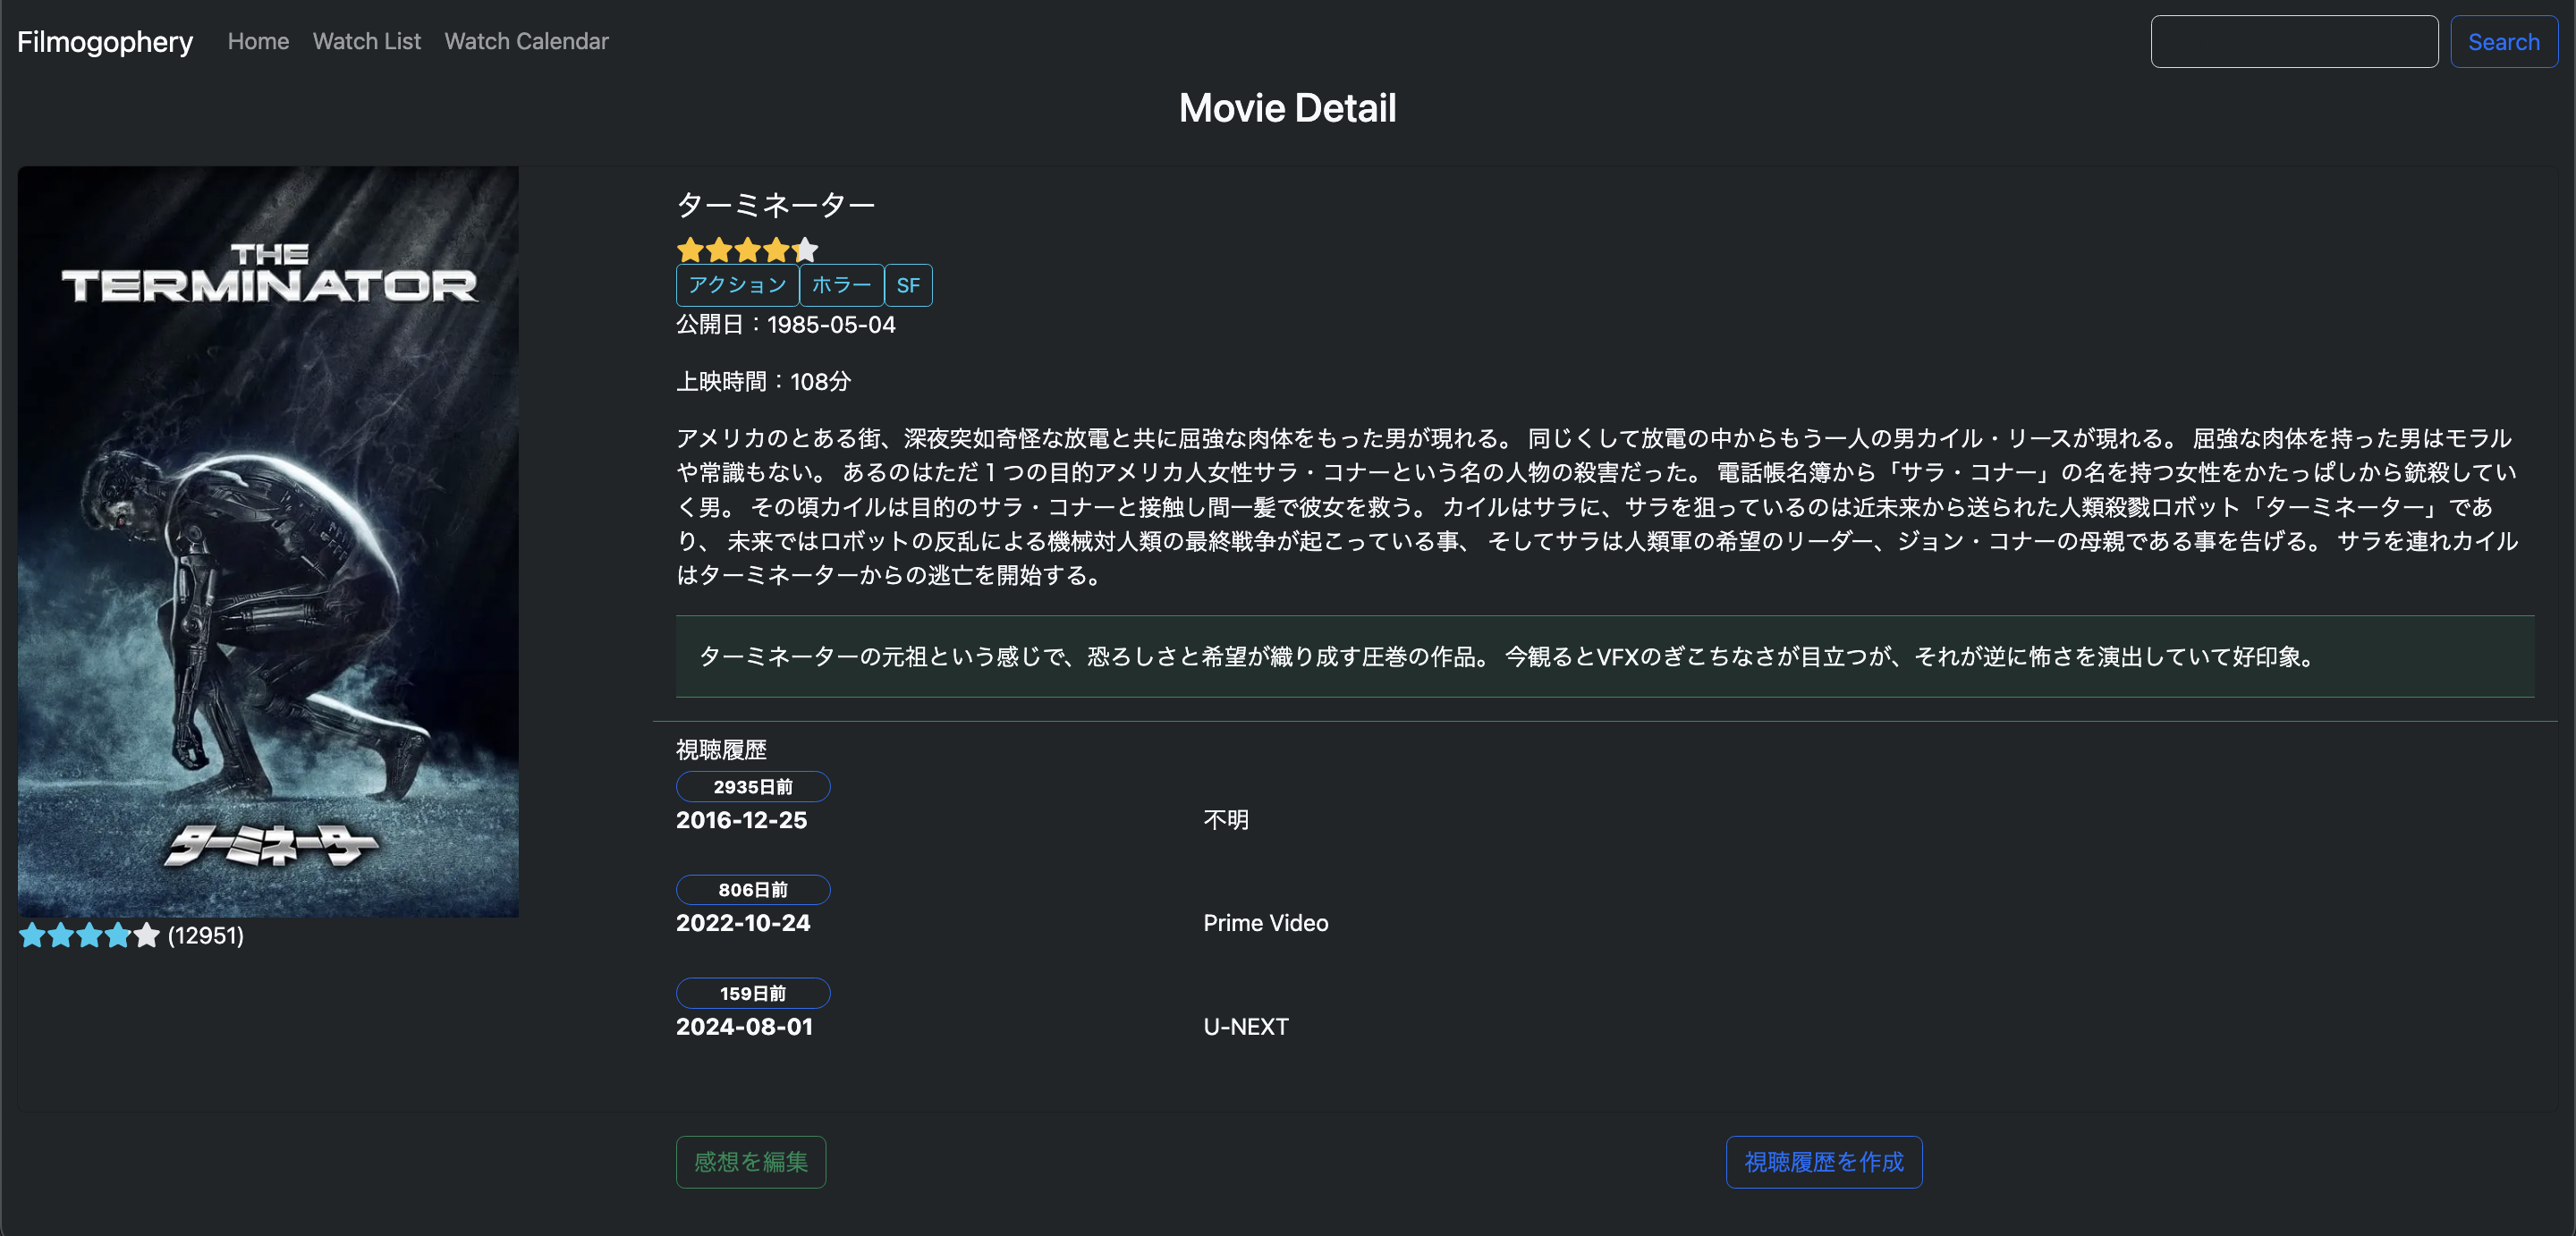 Filmogophery Home Watch List Watch Calendar Search
Movie Detail
THE
TERMINATOR
ターミネーター
(12951)
ターミネーター
アクション ホラー SF
公開日：1985-05-04
上映時間：108分
アメリカのとある街、深夜突如奇怪な放電と共に屈強な肉体をもった男が現れる。 同じくして放電の中からもう一人の男カイル・リースが現れる。 屈強な肉体を持った男はモラル
や常識もない。 あるのはただ１つの目的アメリカ人女性サラ・コナーという名の人物の殺害だった。 電話帳名簿から「サラ・コナー」の名を持つ女性をかたっぱしから銃殺してい
く男。 その頃カイルは目的のサラ・コナーと接触し間一髪で彼女を救う。 カイルはサラに、サラを狙っているのは近未来から送られた人類殺戮ロボット「ターミネーター」であ
り、 未来ではロボットの反乱による機械対人類の最終戦争が起こっている事、 そしてサラは人類軍の希望のリーダー、ジョン・コナーの母親である事を告げる。 サラを連れカイル
はターミネーターからの逃亡を開始する。
ターミネーターの元祖という感じで、恐ろしさと希望が織り成す圧巻の作品。 今観るとVFXのぎこちなさが目立つが、それが逆に怖さを演出していて好印象。
視聴履歴
2935日前
2016-12-25 不明
806日前
2022-10-24 Prime Video
159日前
2024-08-01 U-NEXT
感想を編集 視聴履歴を作成